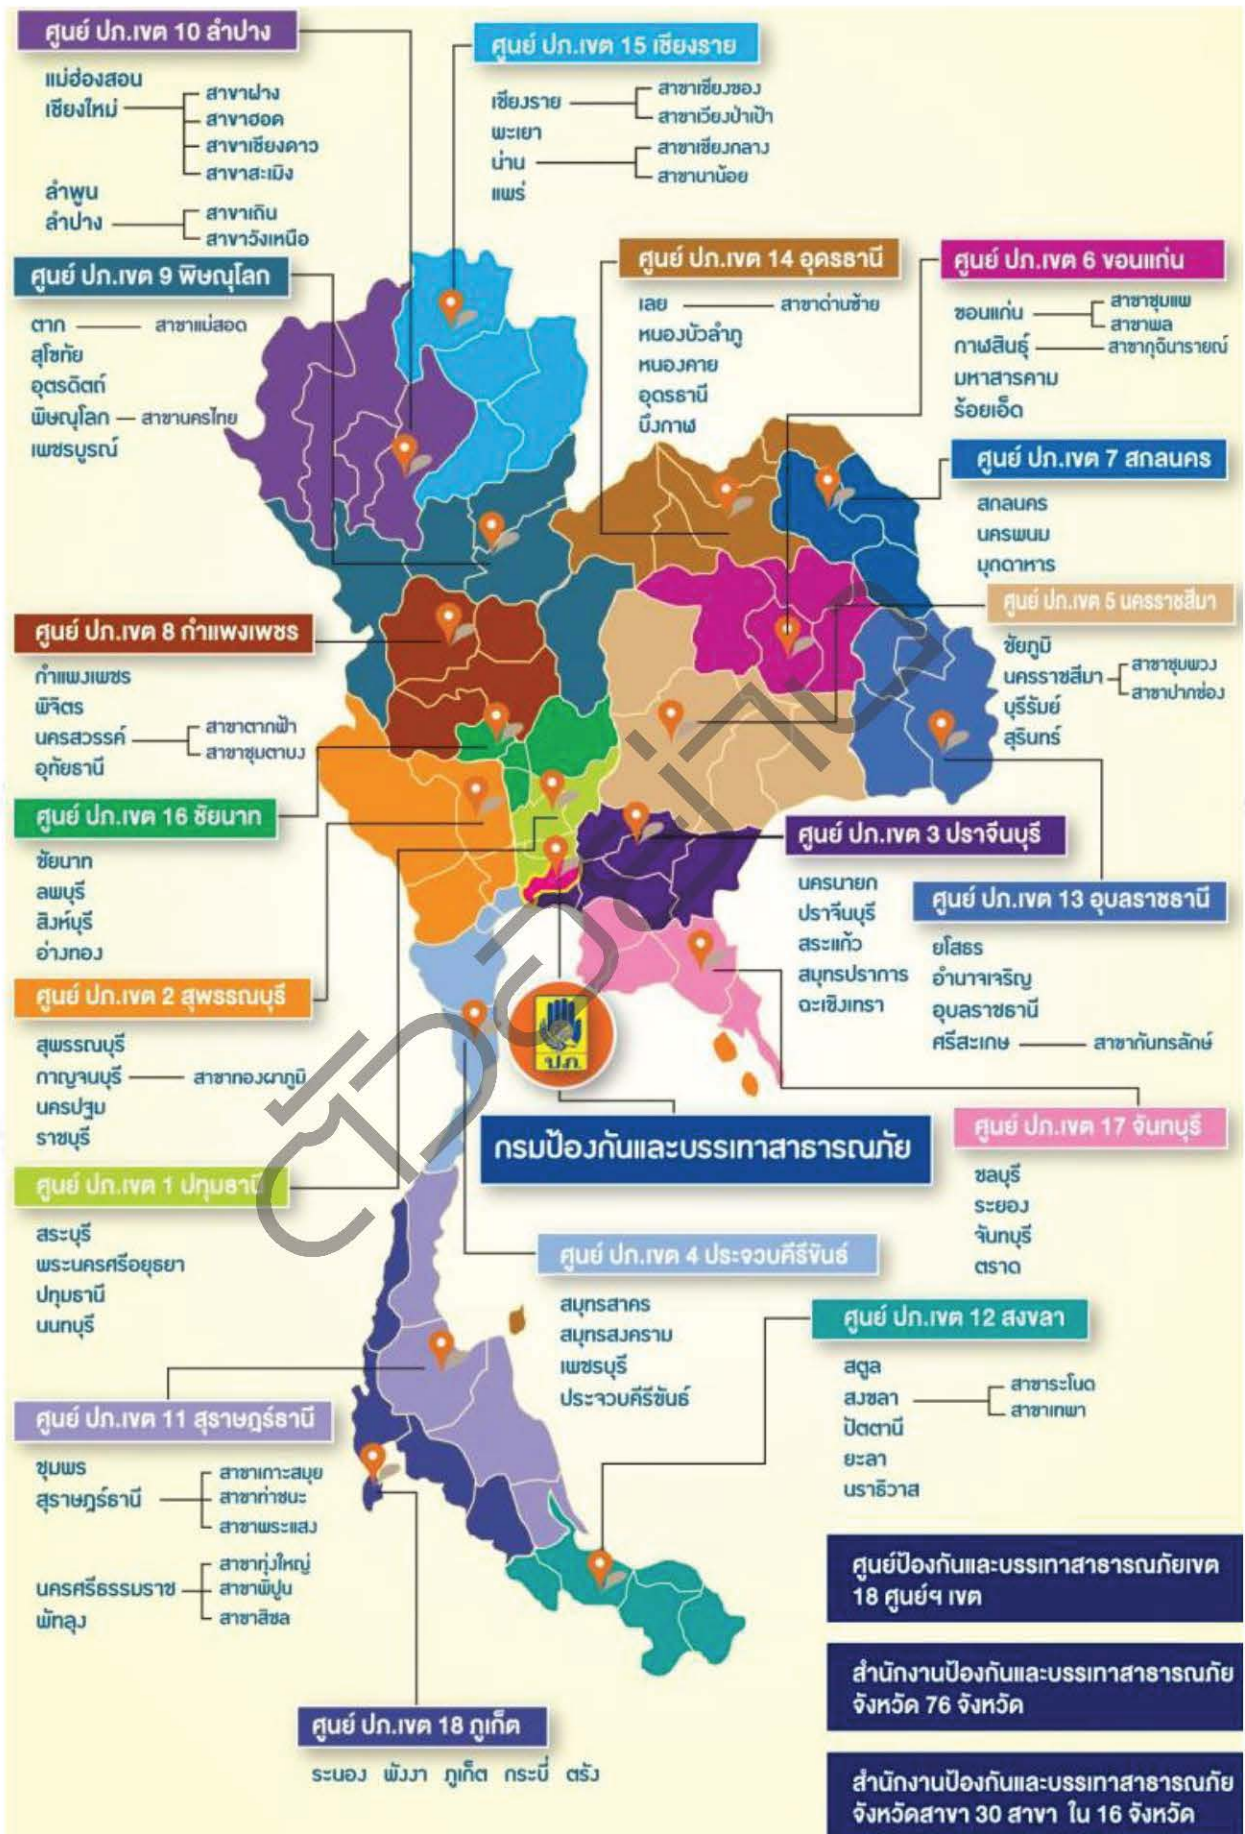 ศูนย์ ปภ.เขต 10 ลำปาง
แม่ฮ่องสอน
เชียงใหม่
สาขาฝาง
สาขาฮอด
สาขาเชียงดาว
สาขาสะเมิง
ลำพูน
ลำปาง
สาขาเถิน
สาขาวังเหนือ
ศูนย์ ปภ.เขต 15 เชียงราย
เชียงราย
สาขาเชียงของ
สาขาเวียงป่าเป้า
พะเยา
น่าน
สาขาเชียงกลาง
สาขานาน้อย
แพร่
ศูนย์ ปภ.เขต 9 พิษณุโลก
ตาก สาขาแม่สอด
สุโขทัย
อุตรดิตถ์
พิษณุโลก สาขานครไทย
เพชรบูรณ์
ศูนย์ ปภ.เขต 14 อุดรธานี
เลย สาขาด่านซ้าย
หนองบัวลำภู
หนองคาย
อุดรธานี
บึงกาฬ
ศูนย์ ปภ.เขต 6 ขอนแก่น
ขอนแก่น
สาขาชุมแพ
สาขาพล
กาฬสินธุ์ สาขากุฉินารายณ์
มหาสารคาม
ร้อยเอ็ด
ศูนย์ ปภ.เขต 7 สกลนคร
สกลนคร
นครพนม
มุกดาหาร
ศูนย์ ปภ.เขต 5 นครราชสีมา
ชัยภูมิ
นครราชสีมา
สาขาชุมพวง
สาขาปากช่อง
บุรีรัมย์
สุรินทร์
ศูนย์ ปภ.เขต 8 กำแพงเพชร
กำแพงเพชร
พิจิตร
นครสวรรค์
สาขาตากฟ้า
สาขาชุมตาบง
อุทัยธานี
ศูนย์ ปภ.เขต 16 ชัยนาท
ชัยนาท
ลพบุรี
สิงห์บุรี
อ่างทอง
ศูนย์ ปภ.เขต 3 ปราจีนบุรี
นครนายก
ปราจีนบุรี
สระแก้ว
สมุทรปราการ
ฉะเชิงเทรา
ศูนย์ ปภ.เขต 13 อุบลราชธานี
ยโสธร
อำนาจเจริญ
อุบลราชธานี
ศรีสะเกษ สาขากันทรลักษ์
ศูนย์ ปภ.เขต 2 สุพรรณบุรี
สุพรรณบุรี
กาญจนบุรี สาขาทองผาภูมิ
นครปฐม
ราชบุรี
ปภ.
กรมป้องกันและบรรเทาสาธารณภัย
ศูนย์ ปภ.เขต 17 จันทบุรี
ชลบุรี
ระยอง
จันทบุรี
ตราด
ศูนย์ ปภ.เขต 1 ปทุมธานี
สระบุรี
พระนครศรีอยุธยา
ปทุมธานี
นนทบุรี
ศูนย์ ปภ.เขต 4 ประจวบคีรีขันธ์
สมุทรสาคร
สมุทรสงคราม
เพชรบุรี
ประจวบคีรีขันธ์
ศูนย์ ปภ.เขต 12 สงขลา
สตูล
สงขลา
สาขาระโนด
สาขาเทพา
ปัตตานี
ยะลา
นราธิวาส
ศูนย์ ปภ.เขต 11 สุราษฎร์ธานี
ชุมพร
สุราษฎร์ธานี
สาขาเกาะสมุย
สาขาท่าชนะ
สาขาพระแสง
นครศรีธรรมราช
สาขาทุ่งใหญ่
สาขาพิปูน
สาขาสิชล
พัทลุง
ศูนย์ ปภ.เขต 18 ภูเก็ต
ระนอง พังงา ภูเก็ต กระบี่ ตรัง
ศูนย์ป้องกันและบรรเทาสาธารณภัยเขต
18 ศูนย์ฯ เขต
สำนักงานป้องกันและบรรเทาสาธารณภัย
จังหวัด 76 จังหวัด
สำนักงานป้องกันและบรรเทาสาธารณภัย
จังหวัดสาขา 30 สาขา ใน 16 จังหวัด
ตัวอย่าง